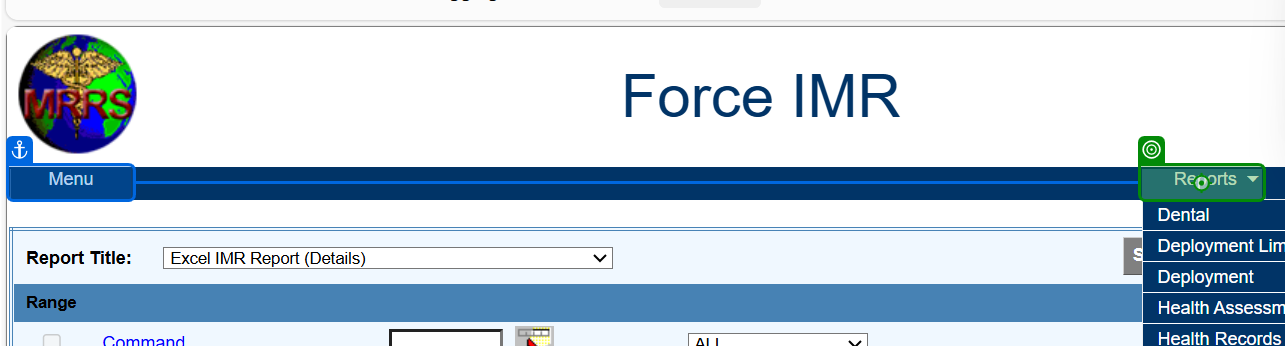 MRRS
Force IMR
Menu
Reports
Dental
Deployment Lim
Deployment
Report Title:
Excel IMR Report (Details)
S
Range
Health Assessm
Command
ALL
Health Records